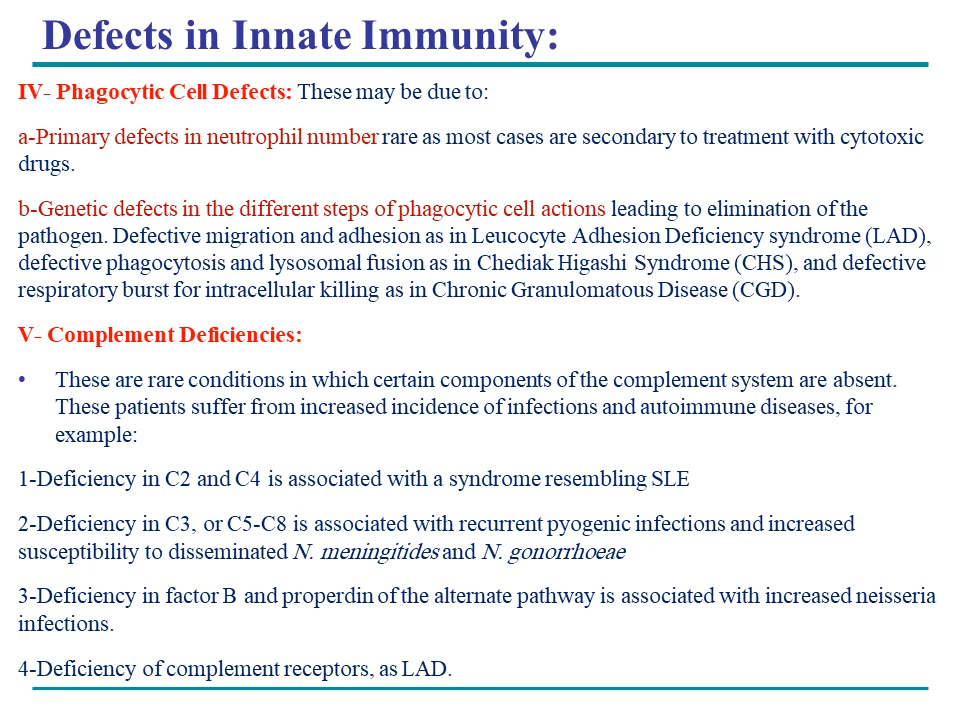 Defects in Innate Immunity:
IV- Phagocytic Cell Defects: These may be due to:
a-Primary defects in neutrophil number rare as most cases are secondary to treatment with cytotoxic
drugs.
b-Genetic defects in the different steps of phagocytic cell actions leading to elimination of the
pathogen. Defective migration and adhesion as in Leucocyte Adhesion Deficiency syndrome (LAD),
defective phagocytosis and lysosomal fusion as in Chediak Higashi Syndrome (CHS), and defective
respiratory burst for intracellular killing as in Chronic Granulomatous Disease (CGD).
V- Complement Deficiencies:
• These are rare conditions in which certain components of the complement system are absent.
These patients suffer from increased incidence of infections and autoimmune diseases, for
example:
1-Deficiency in C2 and C4 is associated with a syndrome resembling SLE
2-Deficiency in C3, or C5-C8 is associated with recurrent pyogenic infections and increased
susceptibility to disseminated N. meningitides and N. gonorrhoeae
3-Deficiency in factor B and properdin of the alternate pathway is associated with increased neisseria
infections.
4-Deficiency of complement receptors, as LAD.